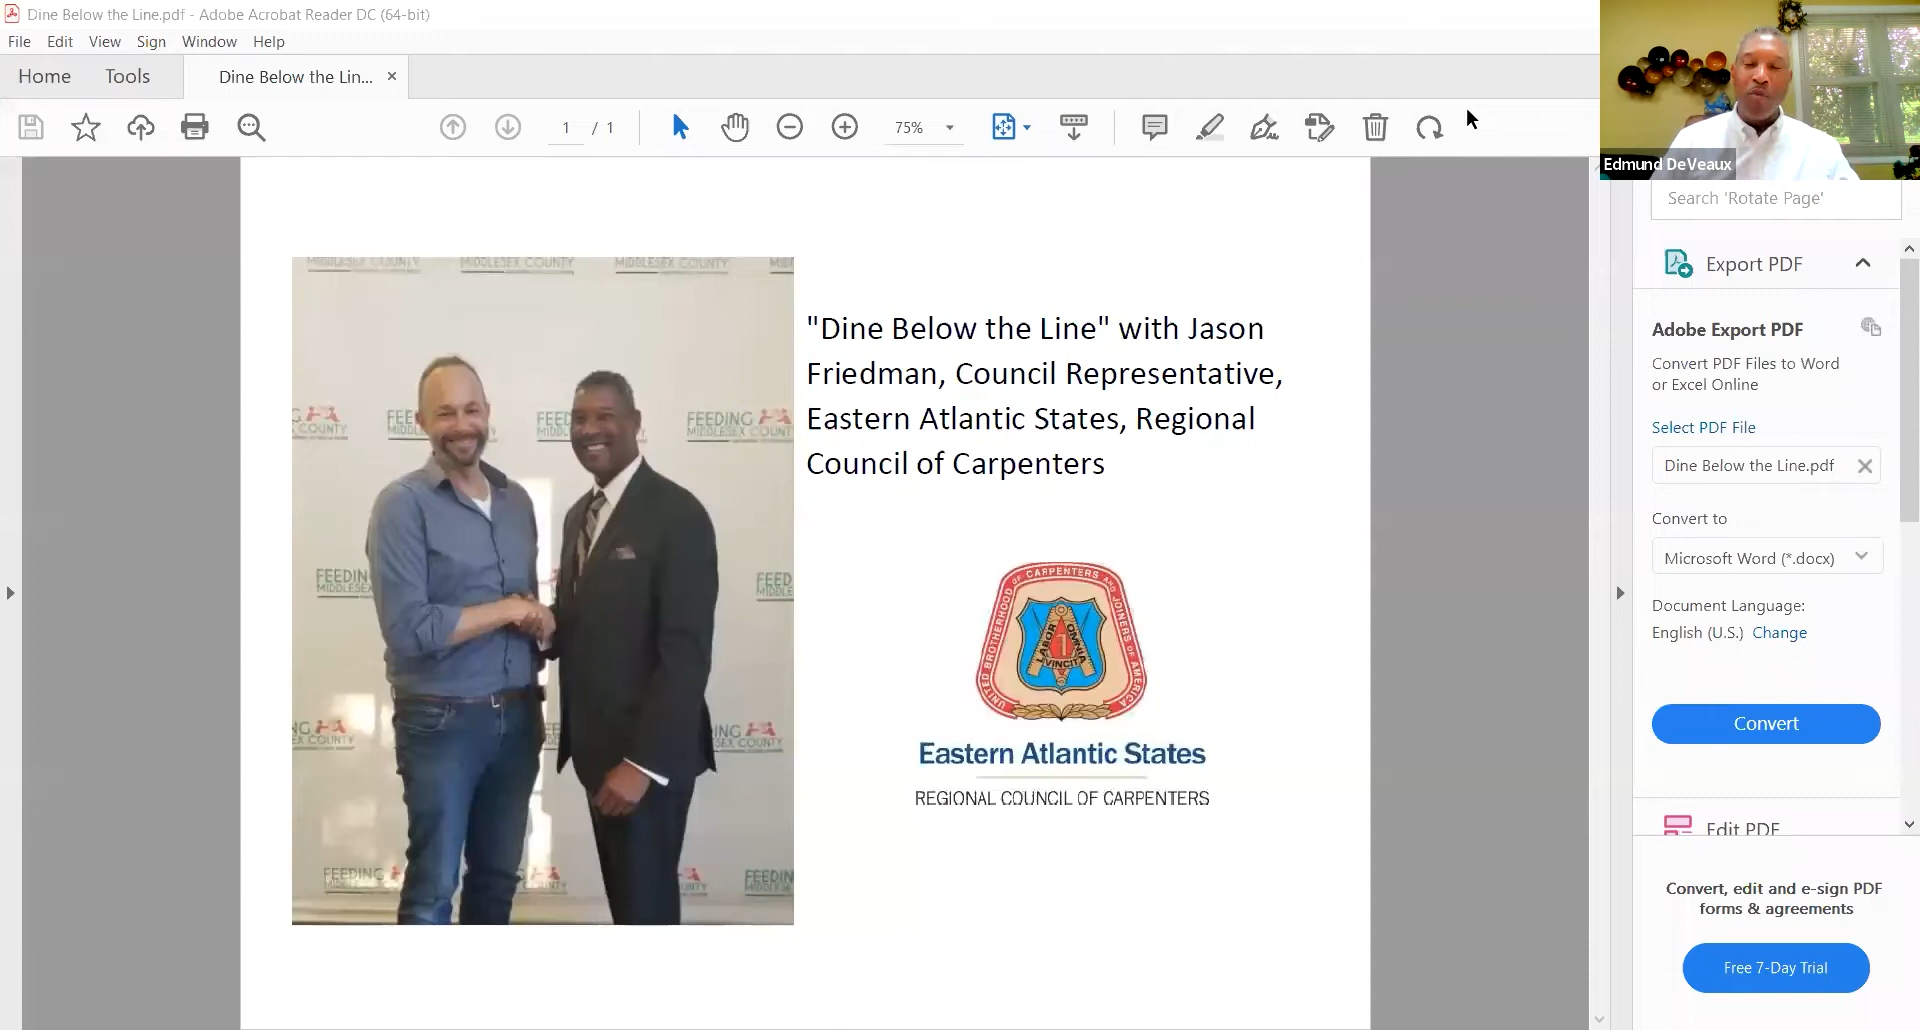 Dine Below the Line.pdf - Adobe Acrobat Reader DC (64-bit)
File Edit View Sign Window Help
Home Tools Dine Below the Lin... ×
1 / 1 75%
Edmund DeVeaux
Search 'Rotate Page'
Export PDF
Adobe Export PDF
Convert PDF Files to Word
or Excel Online
Select PDF File
Dine Below the Line.pdf
Convert to
Microsoft Word (*.docx)
Document Language:
English (U.S.) Change
Convert
Edit PDF
Convert, edit and e-sign PDF
forms & agreements
Free 7-Day Trial
MIDDLESEX COUNTY
FEEDING
MIDDLESEX COUNTY
"Dine Below the Line" with Jason
Friedman, Council Representative,
Eastern Atlantic States, Regional
Council of Carpenters
UNITED BROTHERHOOD OF CARPENTERS AND JOINERS OF AMERICA
LABOR OMNIA VINCIT
Eastern Atlantic States
REGIONAL COUNCIL OF CARPENTERS